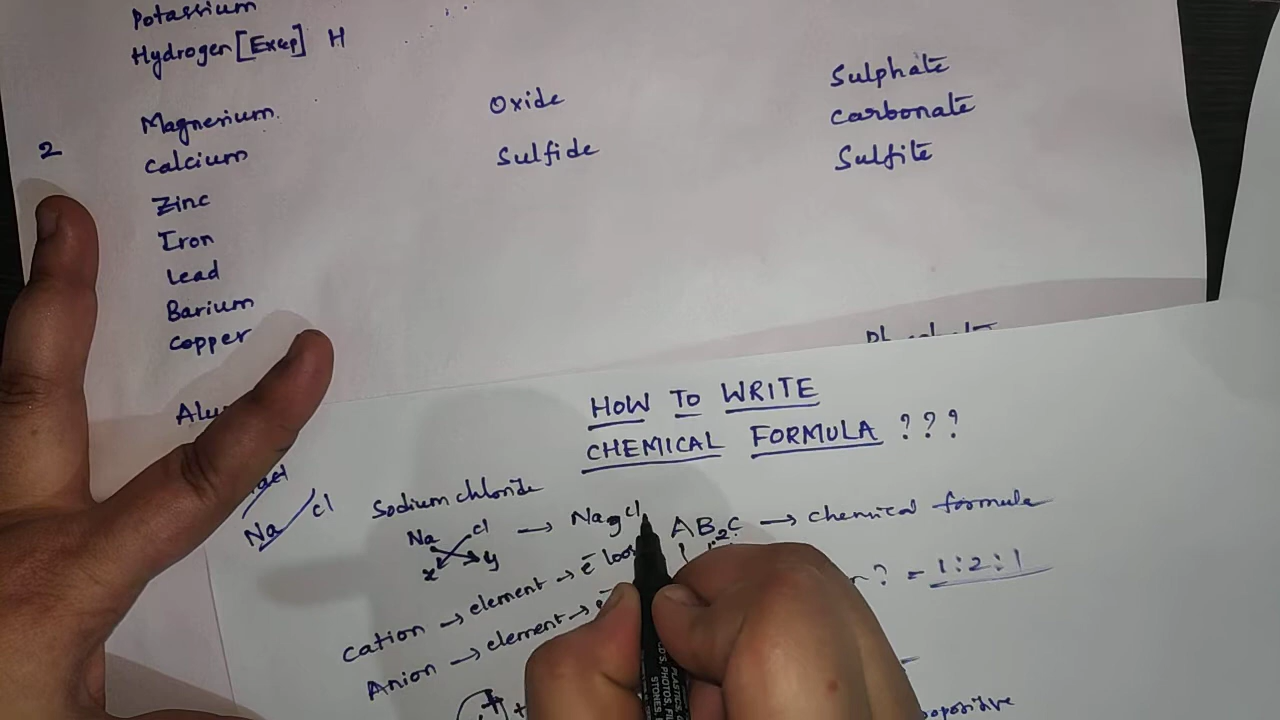 Potassium
Hydrogen [Excep] H
2
Magnesium
Calcium
Zinc
Iron
Lead
Barium
Copper
Oxide
Sulfide
Sulphate
Carbonate
Sulfite
HOW TO WRITE
CHEMICAL FORMULA ???
Na Cl
Sodium chloride
Na Cl → Na y Cl
x y
AB₂C → chemical formula
= 1:2:1
Cation → element → e̅
Anion → element →